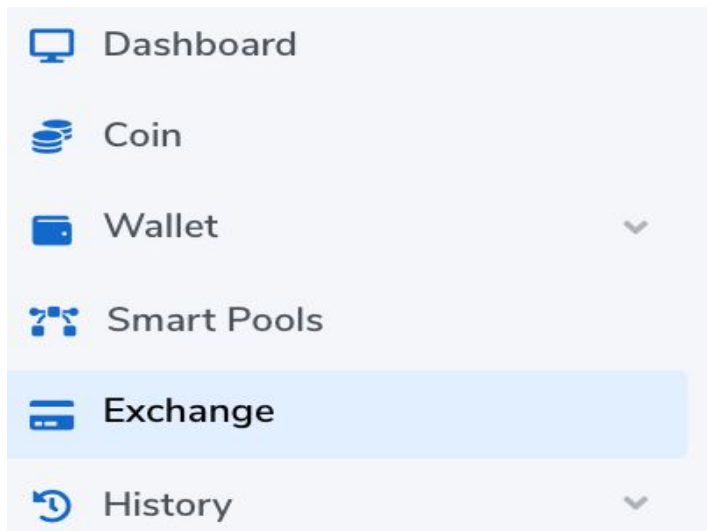 Dashboard
Coin
Wallet
Smart Pools
Exchange
History